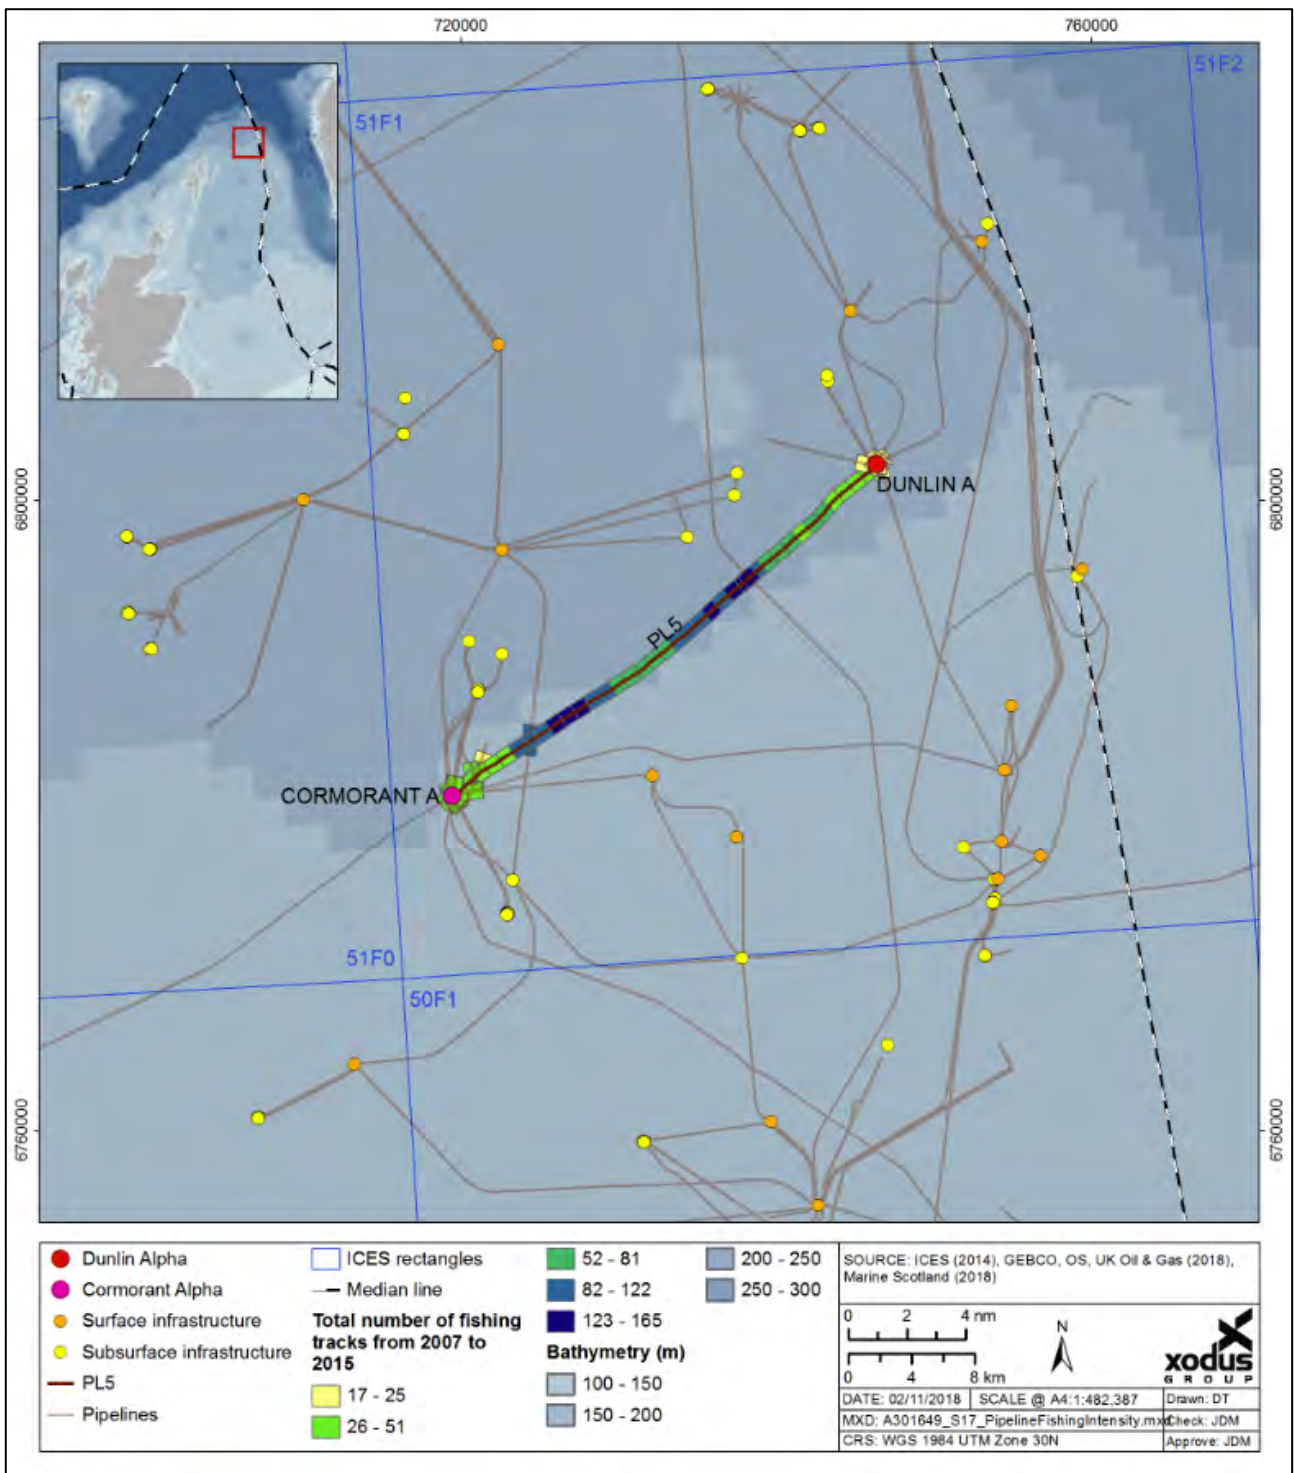 720000
760000
51F2
51F1
6800000
6800000
DUNLIN A
PL5
CORMORANT A
51F0
50F1
6760000
6760000
Dunlin Alpha
Cormorant Alpha
Surface infrastructure
Subsurface infrastructure
PL5
Pipelines
ICES rectangles
Median line
Total number of fishing
tracks from 2007 to
2015
17 - 25
26 - 51
52 - 81
82 - 122
123 - 165
Bathymetry (m)
100 - 150
150 - 200
200 - 250
250 - 300
SOURCE: ICES (2014), GEBCO, OS, UK Oil & Gas (2018),
Marine Scotland (2018)
0 2 4 nm
0 4 8 km
N
xodus
GROUP
DATE: 02/11/2018
SCALE @ A4:1:482,387
Drawn: DT
MXD: A301649_S17_PipelineFishingIntensity.mxd
Check: JDM
CRS: WGS 1984 UTM Zone 30N
Approve: JDM